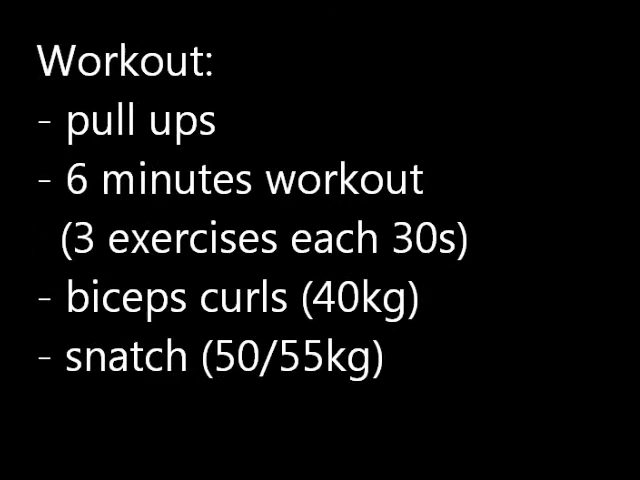 Workout:
- pull ups
- 6 minutes workout
(3 exercises each 30s)
- biceps curls (40kg)
- snatch (50/55kg)